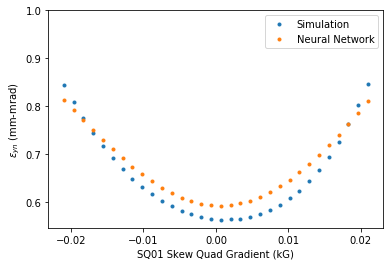 1.0
0.9
0.8
0.7
0.6
ε_yn (mm-mrad)
Simulation
Neural Network
−0.02 −0.01 0.00 0.01 0.02
SQ01 Skew Quad Gradient (kG)